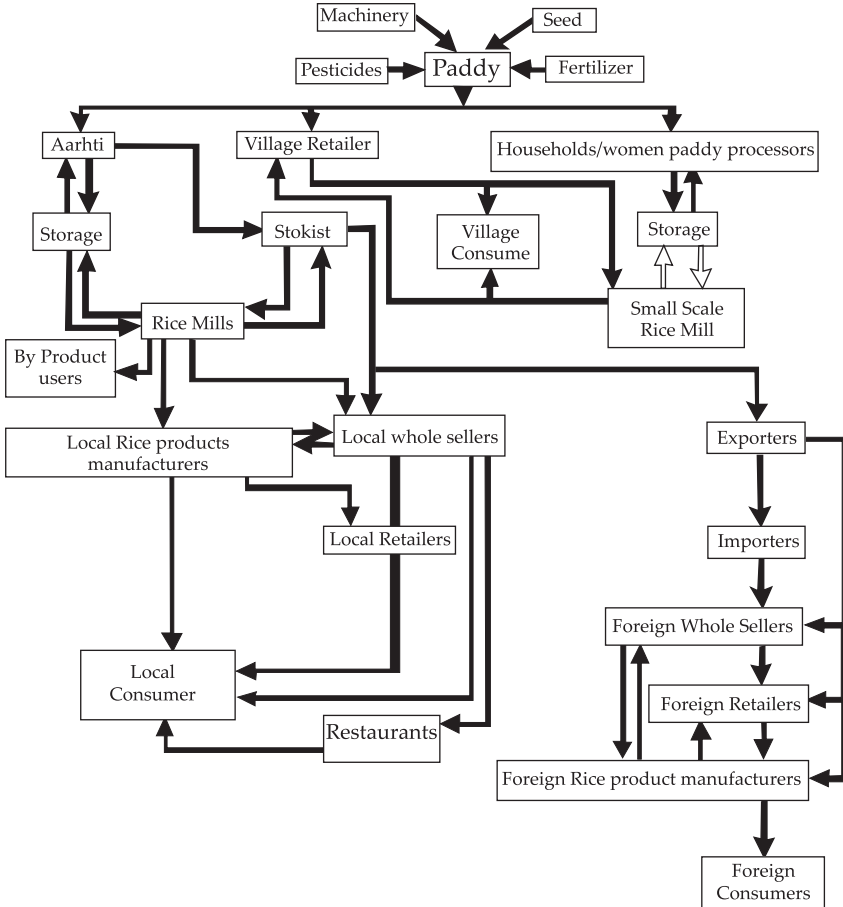 Machinery
Seed
Pesticides
Paddy
Fertilizer
Aarhti
Village Retailer
Households/women paddy processors
Storage
Stokist
Village
Consume
Storage
Rice Mills
Small Scale
Rice Mill
By Product
users
Local Rice products
manufacturers
Local whole sellers
Exporters
Local Retailers
Importers
Foreign Whole Sellers
Local
Consumer
Foreign Retailers
Restaurants
Foreign Rice product manufacturers
Foreign
Consumers